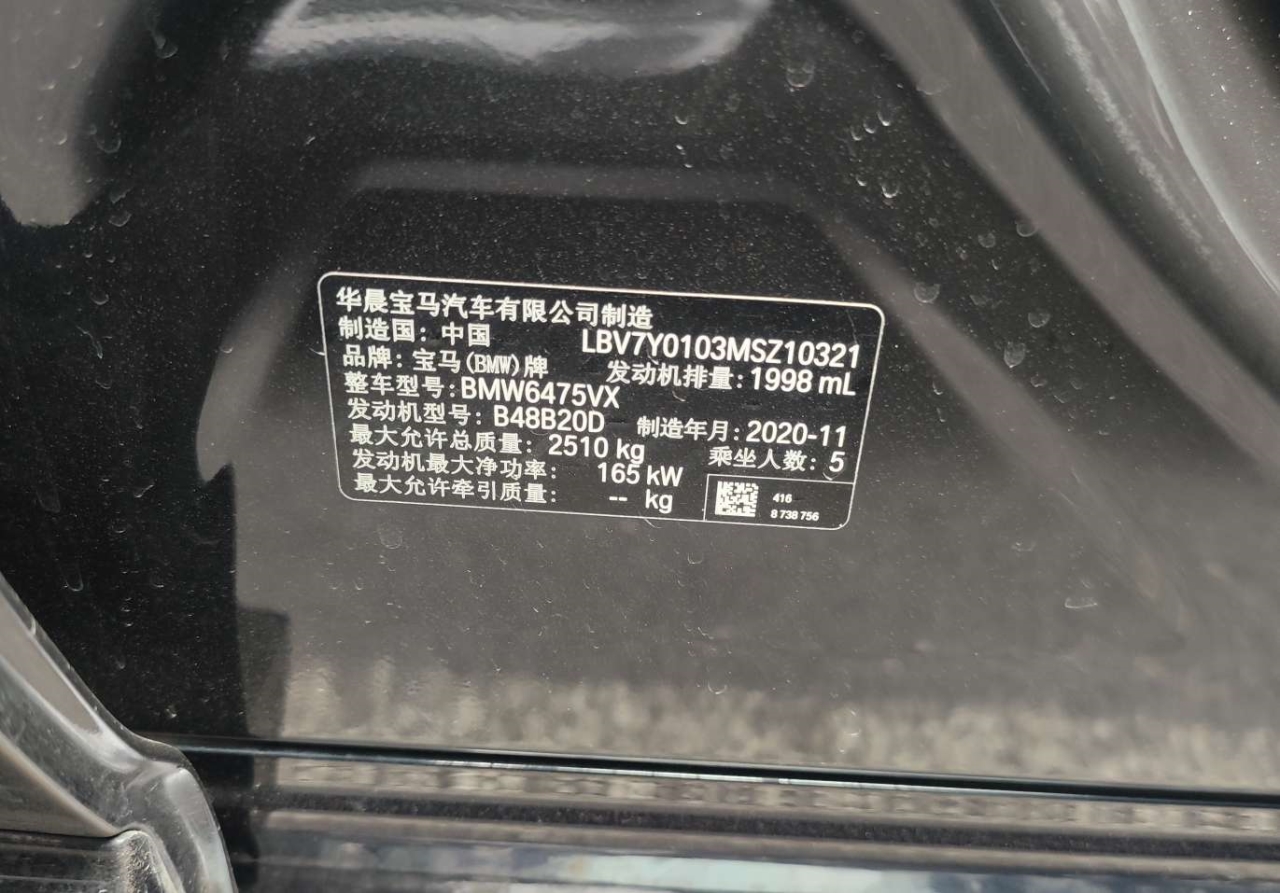 华晨宝马汽车有限公司制造
制造国：中国 LBV7Y0103MSZ10321
品牌：宝马(BMW)牌 发动机排量：1998 mL
整车型号：BMW6475VX
发动机型号：B48B20D 制造年月：2020-11
最大允许总质量：2510 kg 乘坐人数：5
发动机最大净功率：165 kW
最大允许牵引质量：-- kg
416
8 738 756